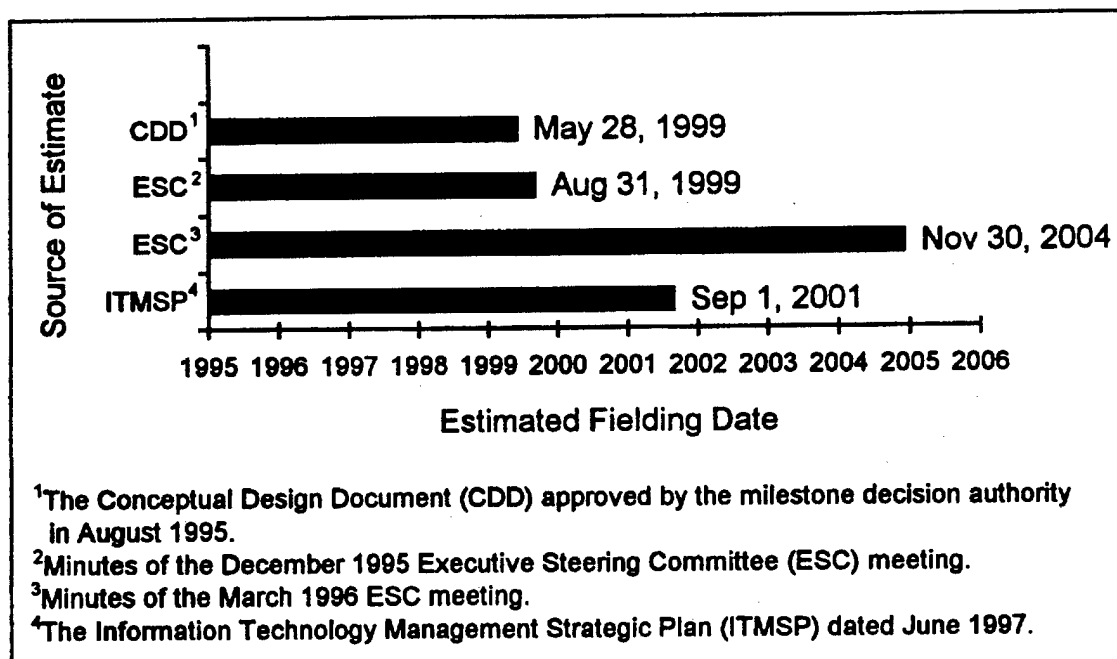 Source of Estimate
CDD¹ May 28, 1999
ESC² Aug 31, 1999
ESC³ Nov 30, 2004
ITMSP⁴ Sep 1, 2001
1995 1996 1997 1998 1999 2000 2001 2002 2003 2004 2005 2006
Estimated Fielding Date
¹The Conceptual Design Document (CDD) approved by the milestone decision authority
in August 1995.
²Minutes of the December 1995 Executive Steering Committee (ESC) meeting.
³Minutes of the March 1996 ESC meeting.
⁴The Information Technology Management Strategic Plan (ITMSP) dated June 1997.